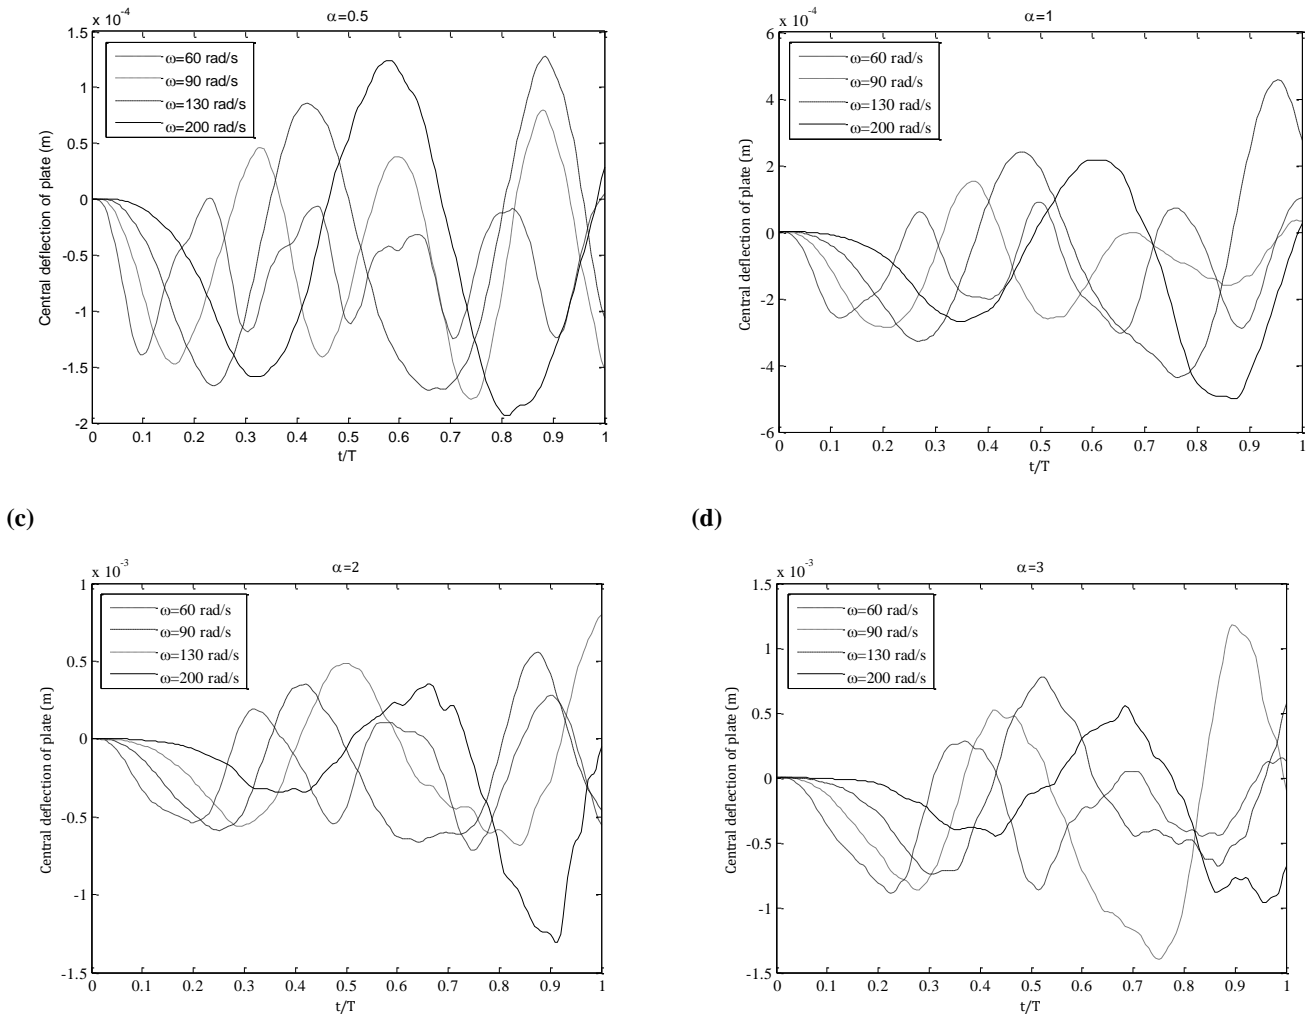 x 10⁻⁴
α=0.5
1.5
1
0.5
0
-0.5
-1
-1.5
-2
ω=60 rad/s
ω=90 rad/s
ω=130 rad/s
ω=200 rad/s
Central deflection of plate (m)
0 0.1 0.2 0.3 0.4 0.5 0.6 0.7 0.8 0.9 1
t/T
x 10⁻⁴
α=1
6
4
2
0
-2
-4
-6
ω=60 rad/s
ω=90 rad/s
ω=130 rad/s
ω=200 rad/s
Central deflection of plate (m)
0 0.1 0.2 0.3 0.4 0.5 0.6 0.7 0.8 0.9 1
t/T
(c)
x 10⁻³
α=2
1
0.5
0
-0.5
-1
-1.5
ω=60 rad/s
ω=90 rad/s
ω=130 rad/s
ω=200 rad/s
Central deflection of plate (m)
0 0.1 0.2 0.3 0.4 0.5 0.6 0.7 0.8 0.9 1
t/T
(d)
x 10⁻³
α=3
1.5
1
0.5
0
-0.5
-1
-1.5
ω=60 rad/s
ω=90 rad/s
ω=130 rad/s
ω=200 rad/s
Central deflection of plate (m)
0 0.1 0.2 0.3 0.4 0.5 0.6 0.7 0.8 0.9 1
t/T